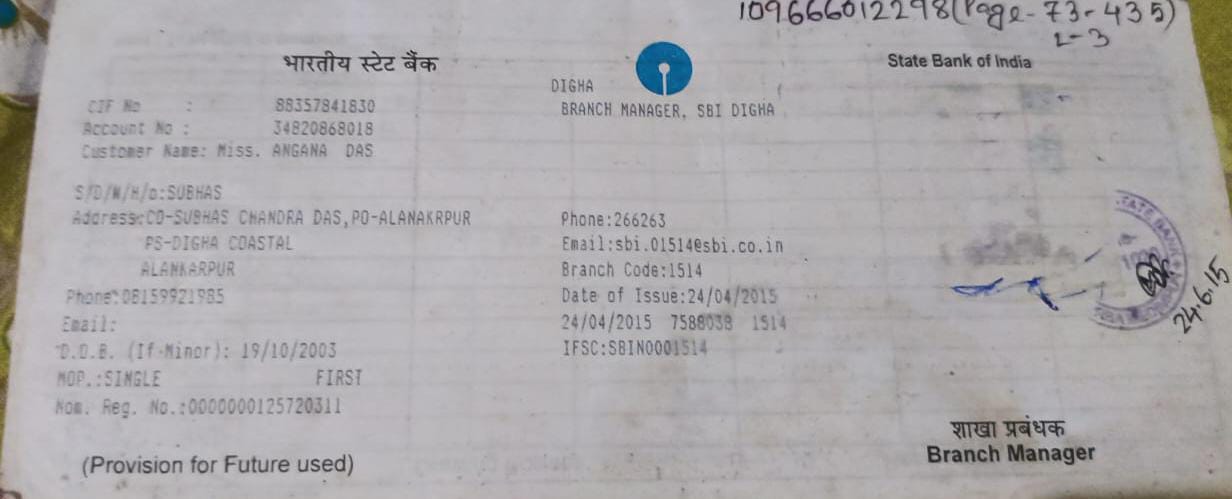 109666012298(Page-73-435)
L-3
भारतीय स्टेट बैंक
State Bank of India
CIF No : 88357841830
Account No : 34820868018
Customer Name: Miss. ANGANA DAS
S/D/W/H/o:SUBHAS
Address:CO-SUBHAS CHANDRA DAS,PO-ALANAKRPUR
PS-DIGHA COASTAL
ALANKARPUR
Phone:08159921985
Email:
D.O.B. (If Minor): 19/10/2003
MOP.:SINGLE FIRST
Nom. Reg. No.:0000000125720311
(Provision for Future used)
DIGHA
BRANCH MANAGER, SBI DIGHA
Phone:266263
Email:sbi.01514@sbi.co.in
Branch Code:1514
Date of Issue:24/04/2015
24/04/2015 7588038 1514
IFSC:SBIN0001514
24.6.15
शाखा प्रबंधक
Branch Manager